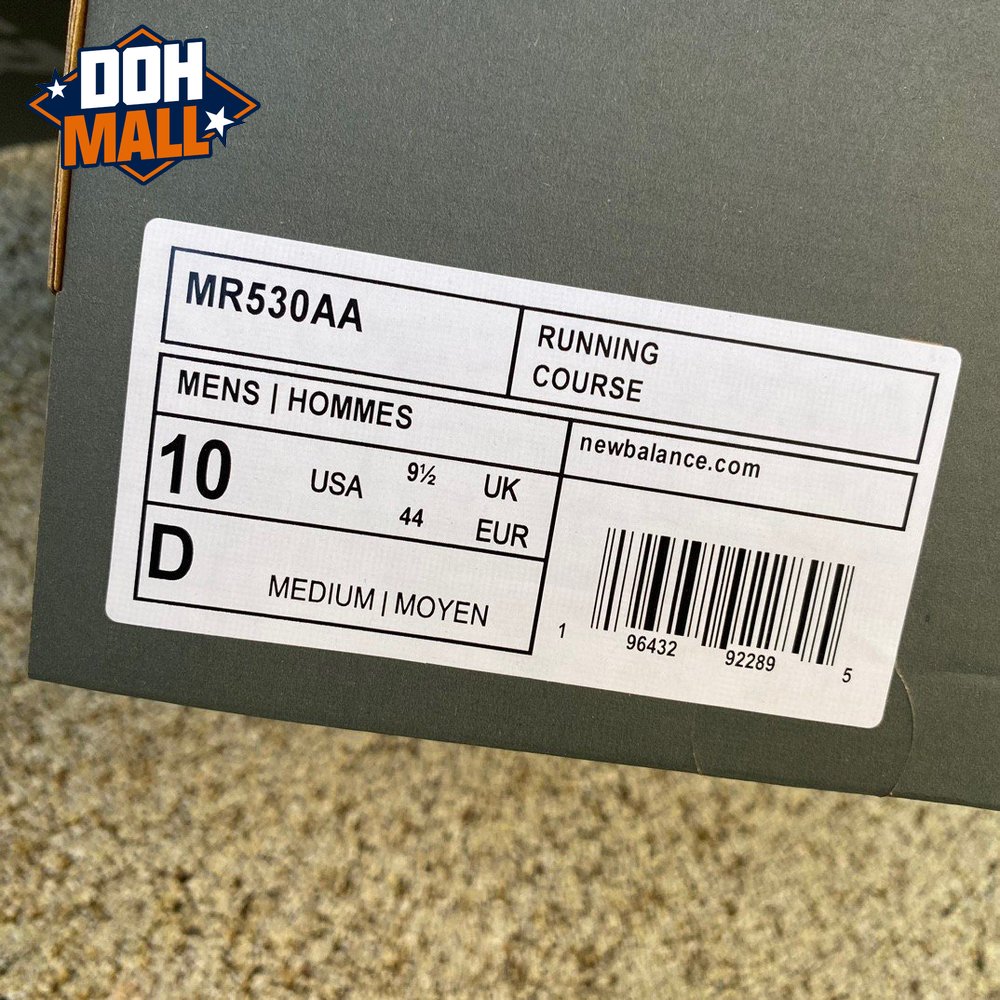 DOH
MALL
MR530AA
RUNNING
COURSE
MENS | HOMMES
newbalance.com
10 USA 9½ UK
44 EUR
D
MEDIUM | MOYEN
1 96432 92289 5